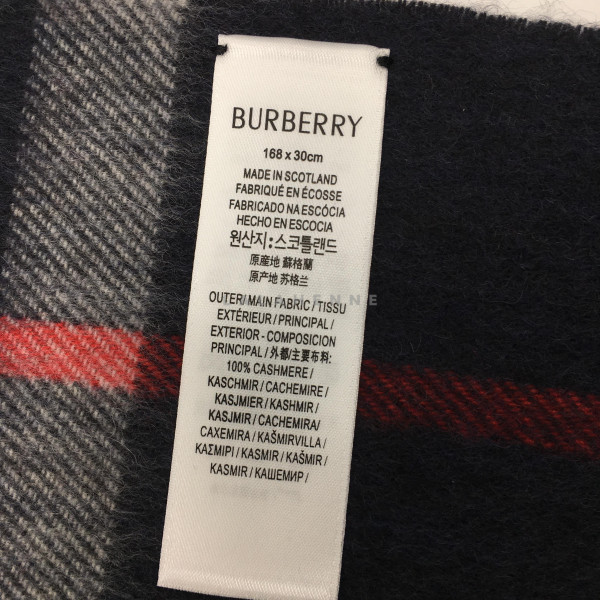 BURBERRY
168 x 30cm
MADE IN SCOTLAND
FABRIQUÉ EN ÉCOSSE
FABRICADO NA ESCÓCIA
HECHO EN ESCOCIA
원산지:스코틀랜드
原産地 蘇格蘭
原产地 苏格兰
OUTER/MAIN FABRIC/TISSU
EXTÉRIEUR/PRINCIPAL/
EXTERIOR-COMPOSICION
PRINCIPAL/外都/主要布料:
100% CASHMERE/
KASCHMIR/CACHEMIRE/
KASJMIER/KASHMIR/
KASJMIR/CACHEMIRA/
CAXEMIRA/KAŠMIRVILLA/
ΚΑΣΜΙΡΙ/KASMIR/KAŠMIR/
KASMIR/КАШЕМИР/